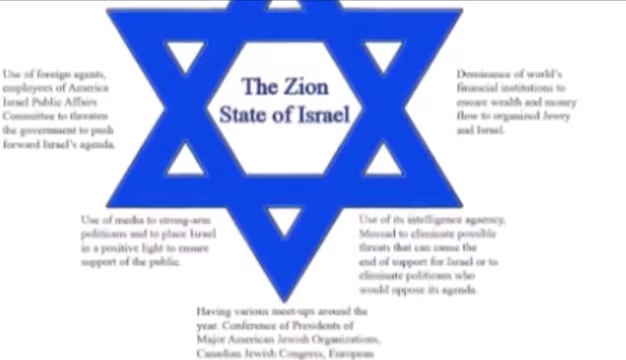 The Zion
State of Israel
Use of foreign agents,
employees of America
Israel Public Affairs
Committee to threaten
the government to push
forward Israel's agenda.
Dominance of world's
financial institutions to
ensure wealth and money
flow to organized Jewry
and Israel.
Use of media to strong-arm
politicians and to place Israel
in a positive light to ensure
support of the public.
Use of its intelligence agency,
Mossad to eliminate possible
threats that can cause the
end of support for Israel or to
eliminate politicians who
would oppose its agenda.
Having various meet-ups around the
year. Conference of Presidents of
Major American Jewish Organizations,
Canadian Jewish Congress, European